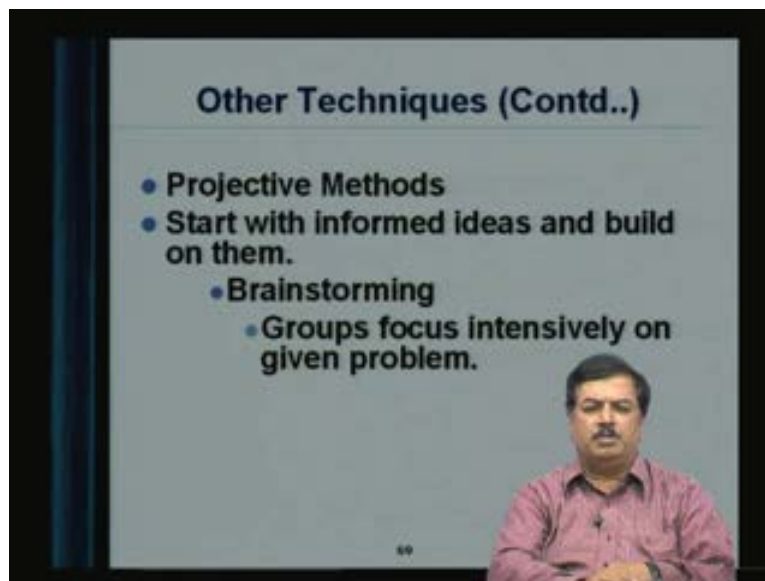 Other Techniques (Contd..)
Projective Methods
Start with informed ideas and build
on them.
Brainstorming
Groups focus intensively on
given problem.
69